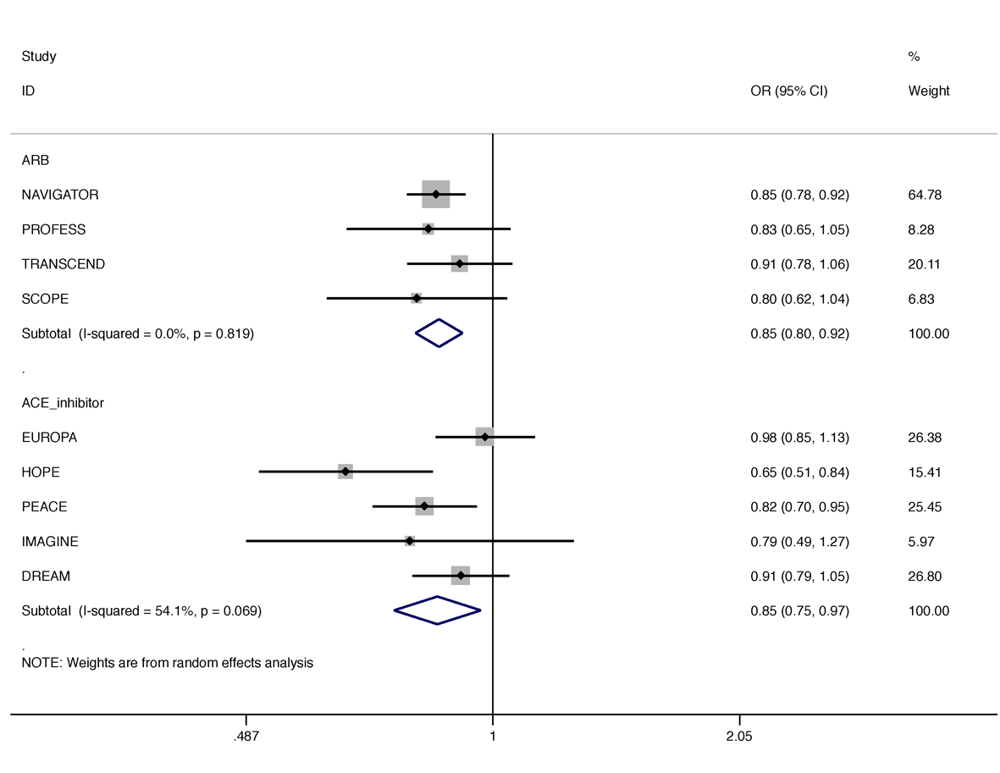 Study %
ID OR (95% CI) Weight
ARB
NAVIGATOR 0.85 (0.78, 0.92) 64.78
PROFESS 0.83 (0.65, 1.05) 8.28
TRANSCEND 0.91 (0.78, 1.06) 20.11
SCOPE 0.80 (0.62, 1.04) 6.83
Subtotal (I-squared = 0.0%, p = 0.819) 0.85 (0.80, 0.92) 100.00
.
ACE_inhibitor
EUROPA 0.98 (0.85, 1.13) 26.38
HOPE 0.65 (0.51, 0.84) 15.41
PEACE 0.82 (0.70, 0.95) 25.45
IMAGINE 0.79 (0.49, 1.27) 5.97
DREAM 0.91 (0.79, 1.05) 26.80
Subtotal (I-squared = 54.1%, p = 0.069) 0.85 (0.75, 0.97) 100.00
.
NOTE: Weights are from random effects analysis
.487 1 2.05